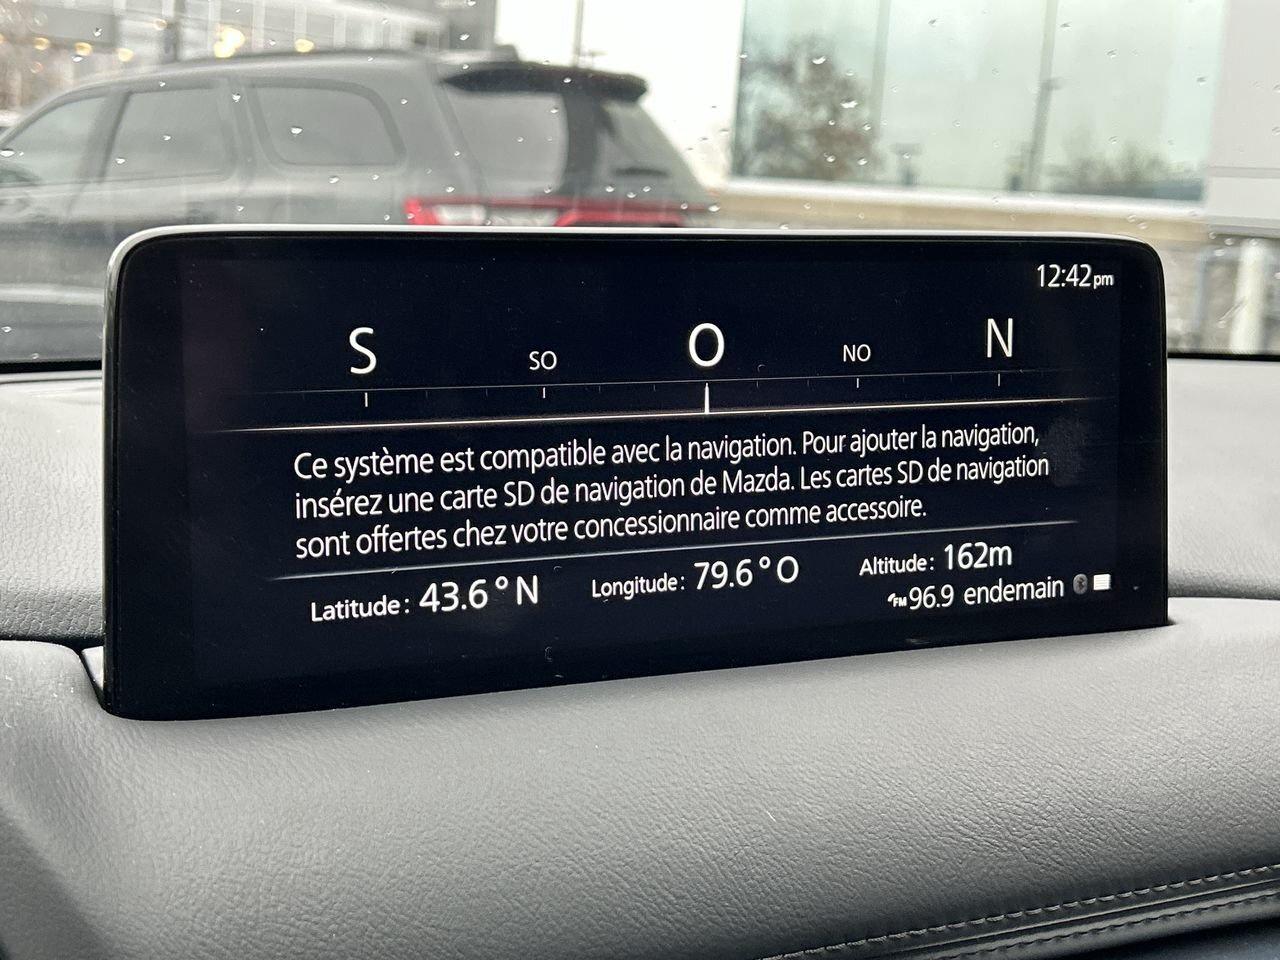 12:42pm
S SO O NO N
Ce système est compatible avec la navigation. Pour ajouter la navigation,
insérez une carte SD de navigation de Mazda. Les cartes SD de navigation
sont offertes chez votre concessionnaire comme accessoire.
Latitude: 43.6°N Longitude: 79.6°O Altitude: 162m
FM 96.9 endemain